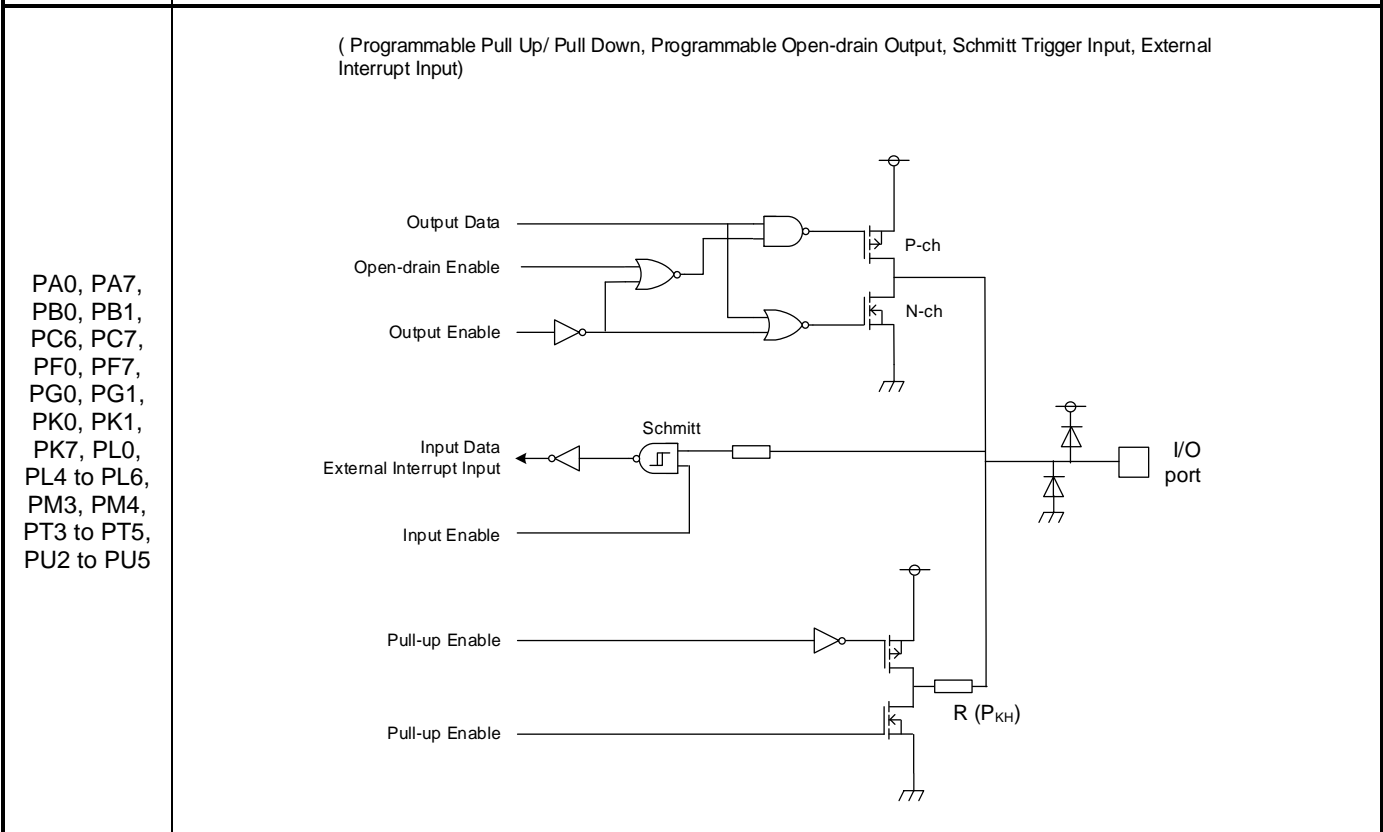 ( Programmable Pull Up/ Pull Down, Programmable Open-drain Output, Schmitt Trigger Input, External
Interrupt Input)
PA0, PA7,
PB0, PB1,
PC6, PC7,
PF0, PF7,
PG0, PG1,
PK0, PK1,
PK7, PL0,
PL4 to PL6,
PM3, PM4,
PT3 to PT5,
PU2 to PU5
Output Data
Open-drain Enable
Output Enable
P-ch
N-ch
Schmitt
Input Data
External Interrupt Input
Input Enable
I/O
port
Pull-up Enable
Pull-up Enable
R (PKH)